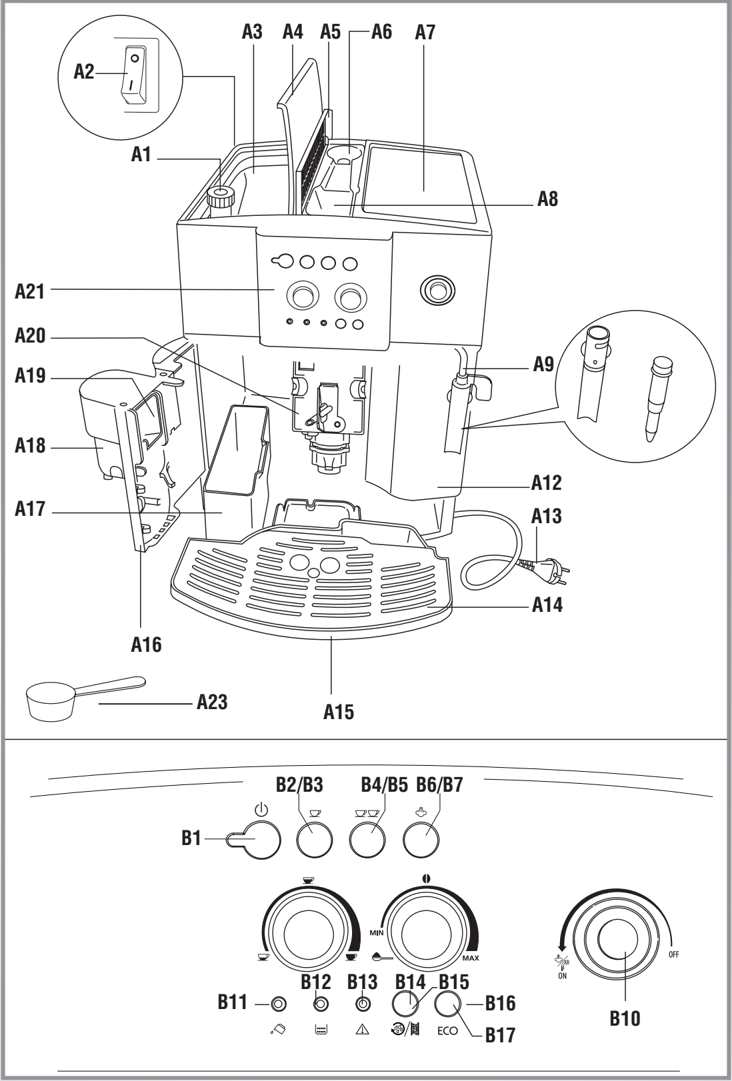 A3 A4 A5 A6 A7
A2
A1
A8
A21
A20
A9
A19
A18
A12
A17
A13
A14
A16
A23
A15
B2/B3 B4/B5 B6/B7
B1
MIN
MAX
OFF
ON
B12 B13 B14 B15
B11 B16
B10
ECO B17